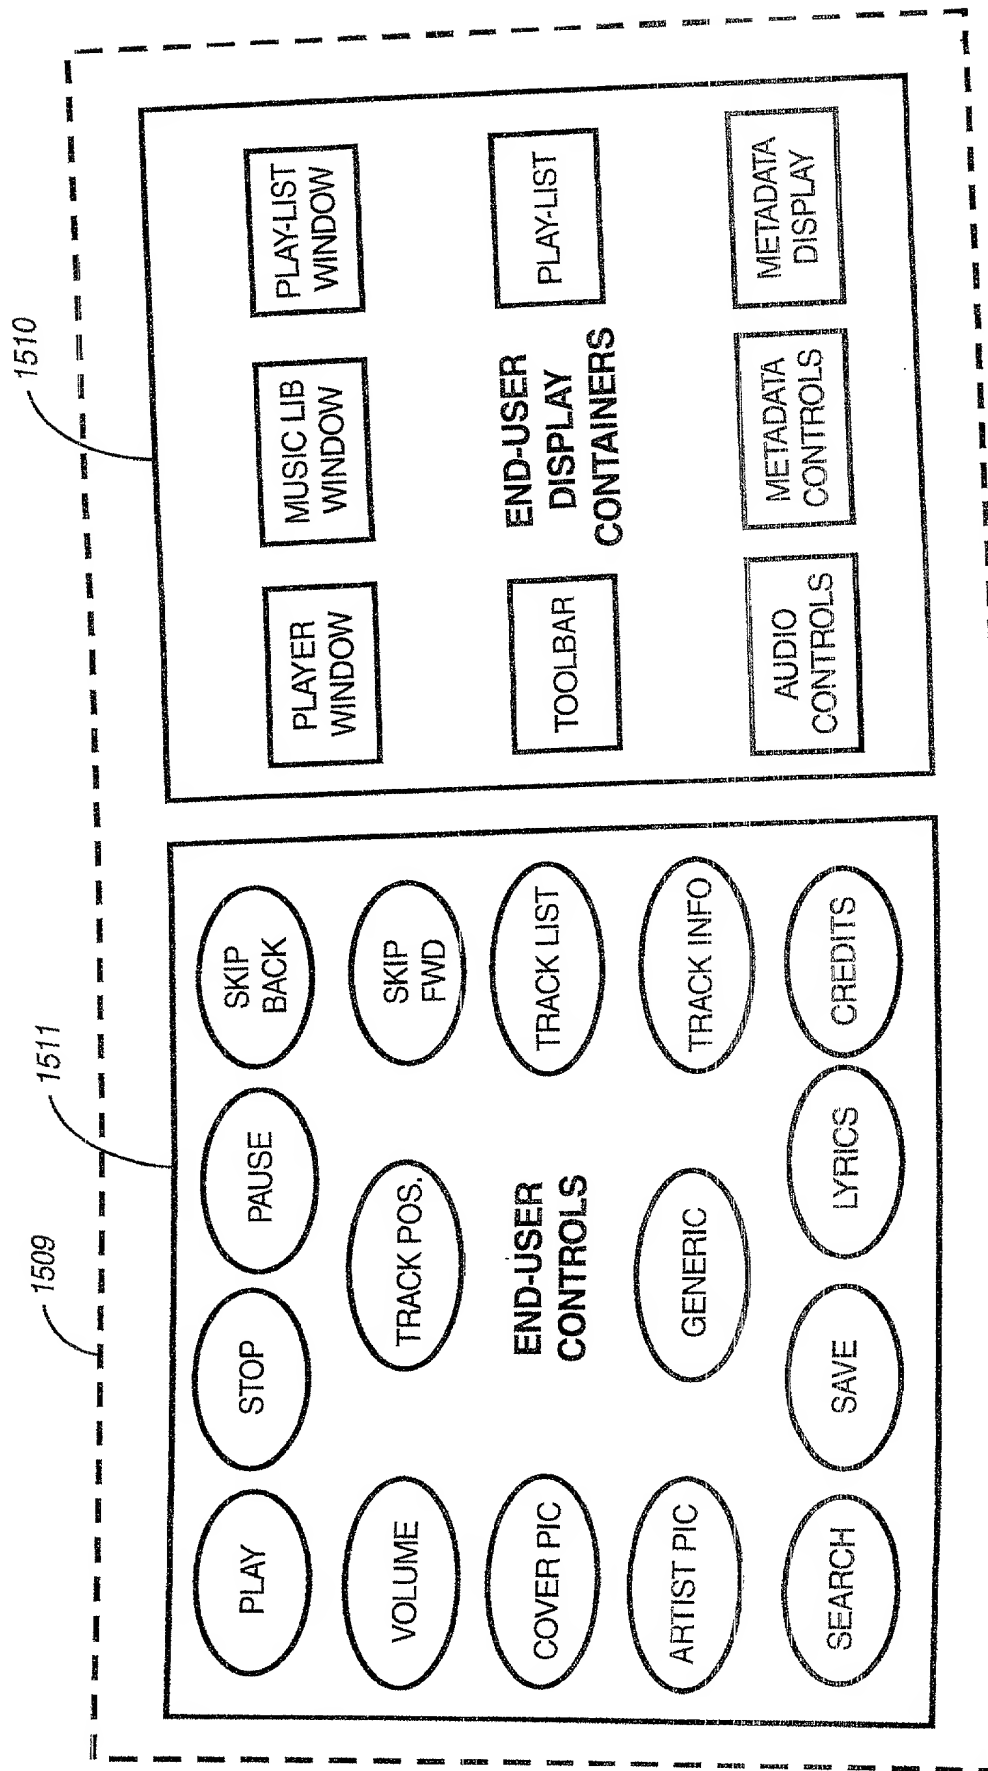 1509
1511
1510
PLAY
STOP
PAUSE
SKIP
BACK
VOLUME
TRACK POS.
SKIP
FWD
COVER PIC
END-USER
CONTROLS
TRACK LIST
ARTIST PIC
GENERIC
TRACK INFO
SEARCH
SAVE
LYRICS
CREDITS
PLAYER
WINDOW
MUSIC LIB
WINDOW
PLAY-LIST
WINDOW
TOOLBAR
END-USER
DISPLAY
CONTAINERS
PLAY-LIST
AUDIO
CONTROLS
METADATA
CONTROLS
METADATA
DISPLAY